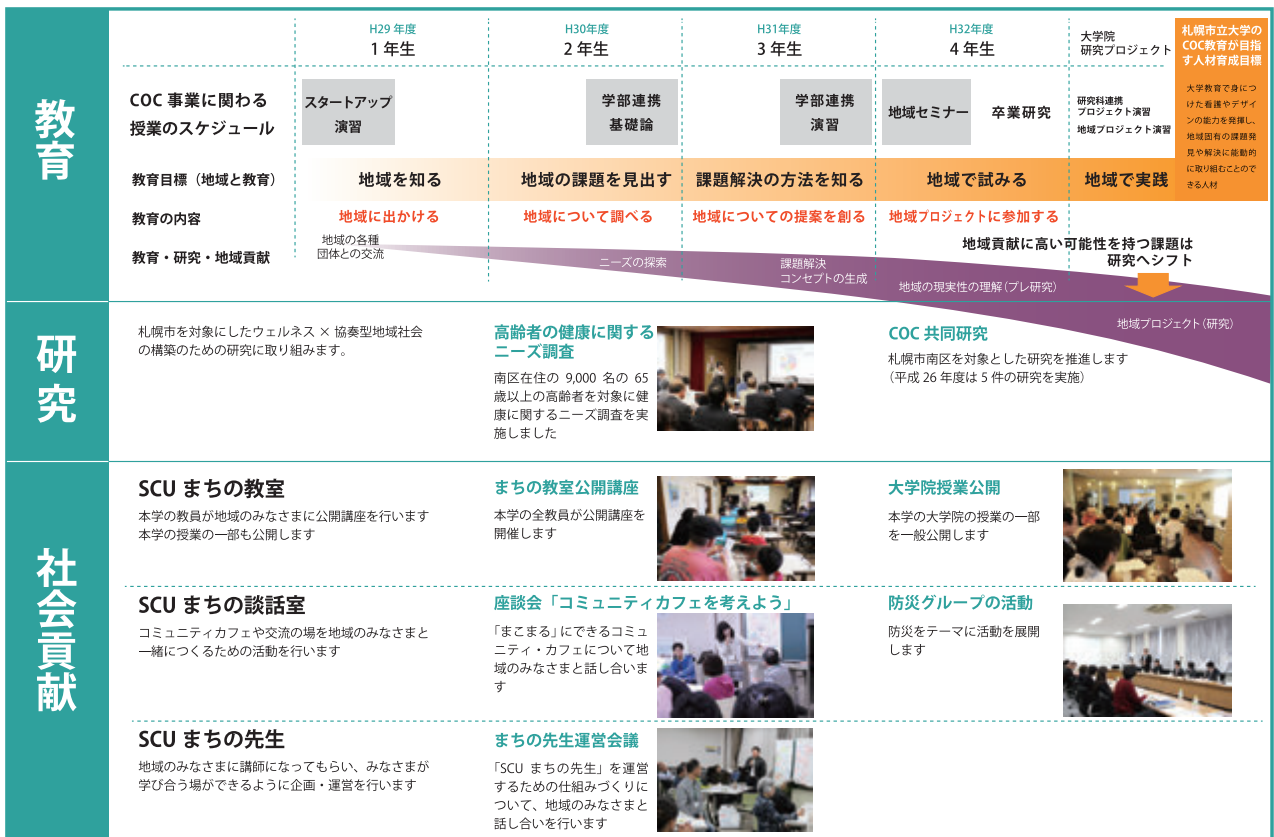 教育
H29年度
1年生
H30年度
2年生
H31年度
3年生
H32年度
4年生
大学院
研究プロジェクト
札幌市立大学の
COC教育が目指
す人材育成目標
大学教育で身につ
けた看護やデザイ
ンの能力を発揮し、
地域固有の課題発
見や解決に能動的
に取り組むことので
きる人材
COC事業に関わる
授業のスケジュール
スタートアップ
演習
学部連携
基礎論
学部連携
演習
地域セミナー
卒業研究
研究科連携
プロジェクト演習
地域プロジェクト演習
教育目標（地域と教育）
地域を知る
地域の課題を見出す
課題解決の方法を知る
地域で試みる
地域で実践
教育の内容
地域に出かける
地域について調べる
地域についての提案を創る
地域プロジェクトに参加する
教育・研究・地域貢献
地域の各種
団体との交流
ニーズの探索
課題解決
コンセプトの生成
地域の現実性の理解（プレ研究）
地域貢献に高い可能性を持つ課題は
研究へシフト
地域プロジェクト（研究）
研究
札幌市を対象にしたウェルネス×協奏型地域社会
の構築のための研究に取り組みます。
高齢者の健康に関する
ニーズ調査
南区在住の 9,000 名の 65
歳以上の高齢者を対象に健
康に関するニーズ調査を実
施しました
COC共同研究
札幌市南区を対象とした研究を推進します
（平成26年度は5件の研究を実施）
社会貢献
SCU まちの教室
本学の教員が地域のみなさまに公開講座を行います
本学の授業の一部も公開します
まちの教室公開講座
本学の全教員が公開講座を
開催します
大学院授業公開
本学の大学院の授業の一部
を一般公開します
SCU まちの談話室
コミュニティカフェや交流の場を地域のみなさまと
一緒につくるための活動を行います
座談会「コミュニティカフェを考えよう」
「まこまる」にできるコミュ
ニティ・カフェについて地
域のみなさまと話し合いま
す
防災グループの活動
防災をテーマに活動を展開
します
SCU まちの先生
地域のみなさまに講師になってもらい、みなさまが
学び合う場ができるように企画・運営を行います
まちの先生運営会議
「SCU まちの先生」を運営
するための仕組みづくりに
ついて、地域のみなさまと
話し合いを行います